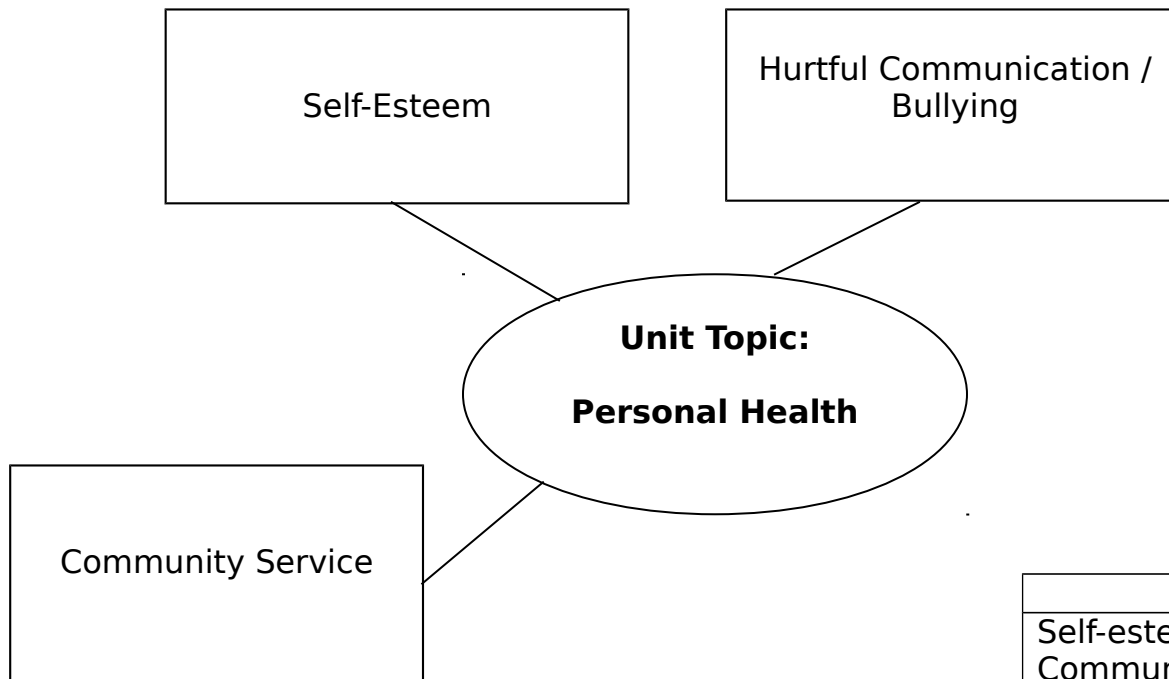 Self-Esteem
Hurtful Communication /
Bullying
Unit Topic:
Personal Health
Community Service